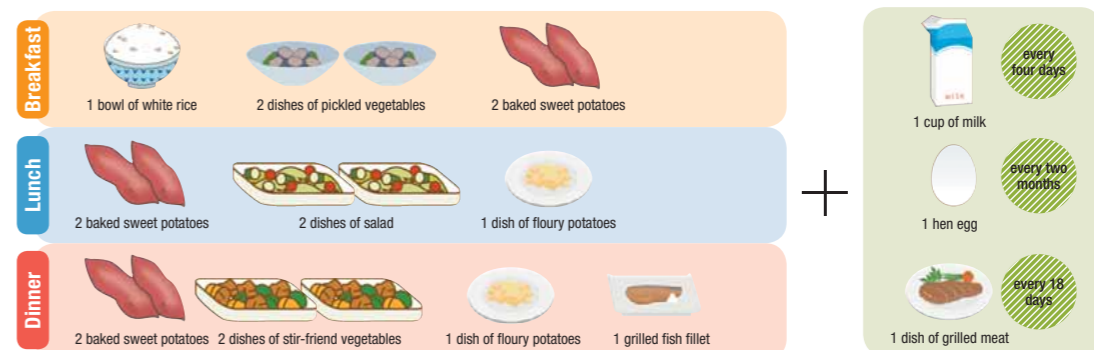 Breakfast
1 bowl of white rice
2 dishes of pickled vegetables
2 baked sweet potatoes
Lunch
2 baked sweet potatoes
2 dishes of salad
1 dish of floury potatoes
Dinner
2 baked sweet potatoes
2 dishes of stir-friend vegetables
1 dish of floury potatoes
1 grilled fish fillet
+
milk
every
four days
1 cup of milk
every two
months
1 hen egg
every 18
days
1 dish of grilled meat